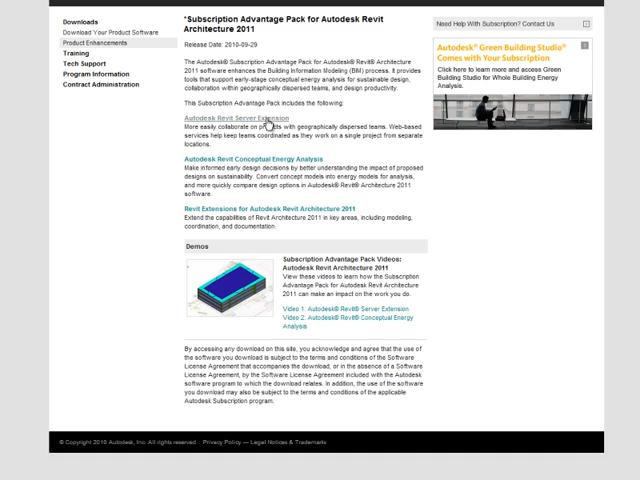 Downloads
Download Your Product Software
Product Enhancements
Training
Tech Support
Program Information
Contract Administration
*Subscription Advantage Pack for Autodesk Revit
Architecture 2011
Release Date: 2010-09-29
The Autodesk® Subscription Advantage Pack for Autodesk® Revit® Architecture
2011 software enhances the Building Information Modeling (BIM) process. It provides
tools that support early-stage conceptual energy analysis for sustainable design,
collaboration within geographically dispersed teams, and design productivity.
This Subscription Advantage Pack includes the following:
Autodesk Revit Server Extension
More easily collaborate on with geographically dispersed teams. Web-based
services help keep teams coordinated as they work on a single project from separate
locations.
Autodesk Revit Conceptual Energy Analysis
Make informed early design decisions by better understanding the impact of proposed
designs on sustainability. Convert concept models into energy models for analysis,
and more quickly compare design options in Autodesk® Revit® Architecture 2011
software.
Revit Extensions for Autodesk Revit Architecture 2011
Extend the capabilities of Revit Architecture 2011 in key areas, including modeling,
coordination, and documentation.
Demos
Subscription Advantage Pack Videos:
Autodesk Revit Architecture 2011
View these videos to learn how the Subscription
Advantage Pack for Autodesk Revit Architecture
2011 can make an impact on the work you do.
Video 1: Autodesk® Revit® Server Extension
Video 2: Autodesk® Revit® Conceptual Energy
Analysis
By accessing any download on this site, you acknowledge and agree that the use of
the software you download is subject to the terms and conditions of the Software
License Agreement that accompanies the download, or in the absence of a Software
License Agreement, by the Software License Agreement included with the Autodesk
software program to which the download relates. In addition, the use of the software
you download may also be subject to the terms and conditions of the applicable
Autodesk Subscription program.
Need Help With Subscription? Contact Us
Autodesk® Green Building Studio®
Comes with Your Subscription
Click here to learn more and access Green
Building Studio for Whole Building Energy
Analysis.
© Copyright 2010 Autodesk, Inc. All rights reserved. Privacy Policy — Legal Notices & Trademarks